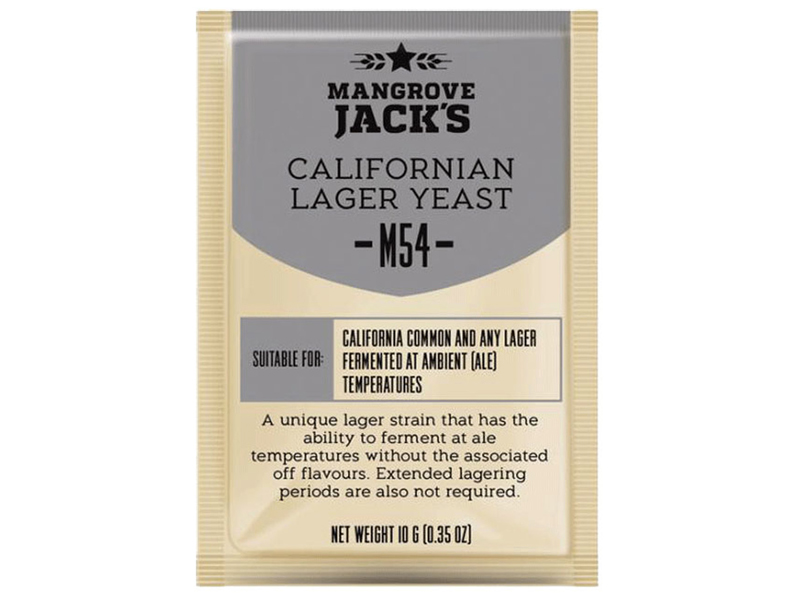 MANGROVE
JACK'S
CALIFORNIAN
LAGER YEAST
-M54-
SUITABLE FOR:
CALIFORNIA COMMON AND ANY LAGER
FERMENTED AT AMBIENT (ALE)
TEMPERATURES
A unique lager strain that has the
ability to ferment at ale
temperatures without the associated
off flavours. Extended lagering
periods are also not required.
NET WEIGHT 10 G (0.35 OZ)